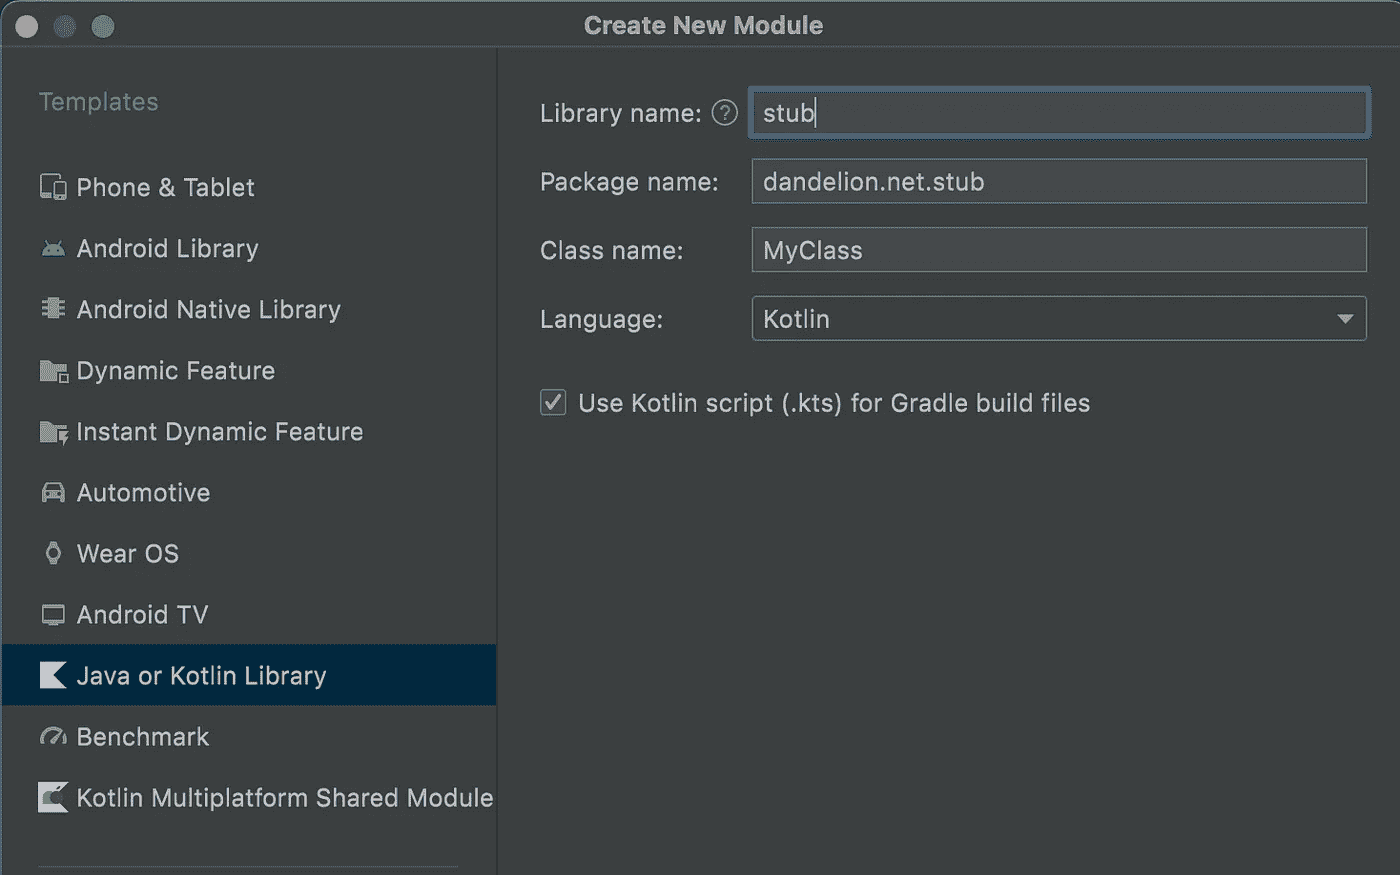 Create New Module
Templates
Phone & Tablet
Android Library
Android Native Library
Dynamic Feature
Instant Dynamic Feature
Automotive
Wear OS
Android TV
Java or Kotlin Library
Benchmark
Kotlin Multiplatform Shared Module
Library name: ? stub
Package name: dandelion.net.stub
Class name: MyClass
Language: Kotlin
Use Kotlin script (.kts) for Gradle build files